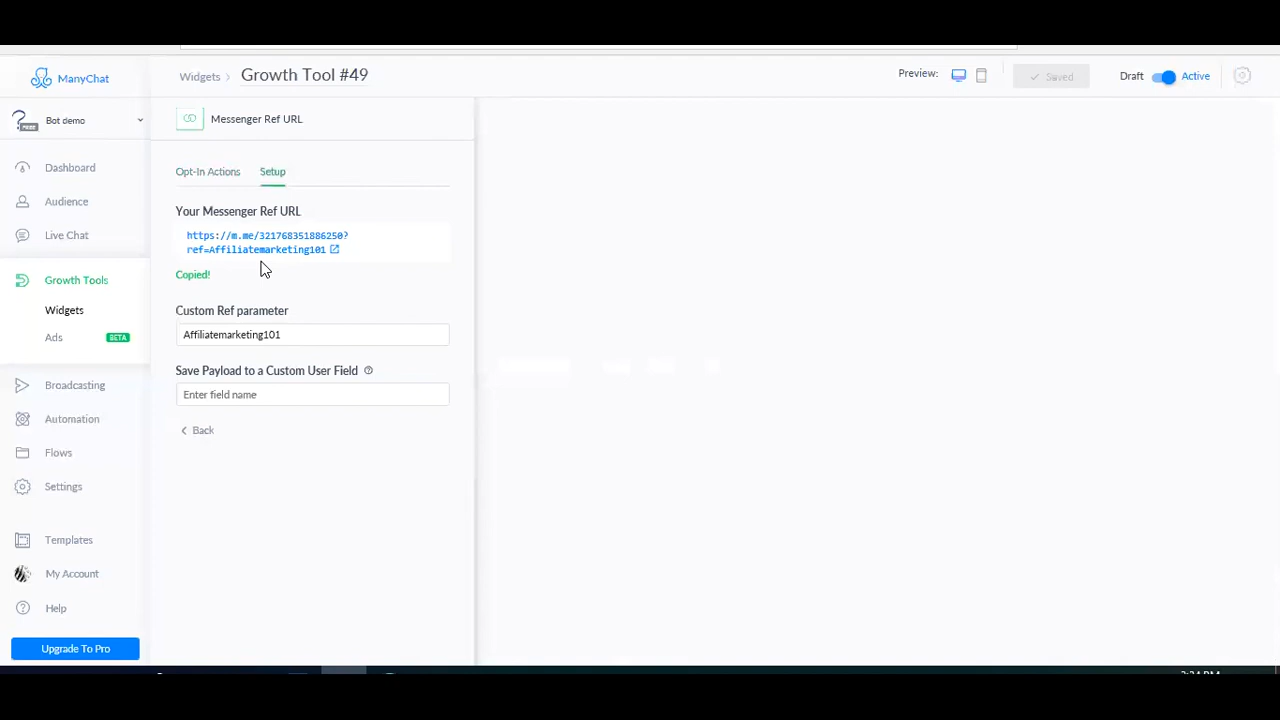 ManyChat
Widgets
Growth Tool #49
Preview:
Saved
Draft
Active
Bot demo
Messenger Ref URL
Dashboard
Audience
Live Chat
Growth Tools
Widgets
Ads
BETA
Broadcasting
Automation
Flows
Settings
Templates
My Account
Help
Upgrade To Pro
Opt-In Actions
Setup
Your Messenger Ref URL
https://m.me/321768351886250?
ref=Affiliatemarketing101
Copied!
Custom Ref parameter
Affiliatemarketing101
Save Payload to a Custom User Field
Enter field name
Back